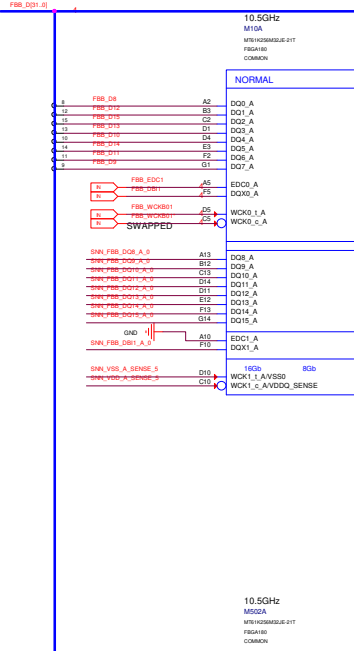 FBB_D[31..0]
10.5GHz
M10A
MT61K256M32JE-21T
FBGA180
COMMON
NORMAL
8 FBB_D8 A2 DQ0_A
12 FBB_D12 B3 DQ1_A
15 FBB_D15 C2 DQ2_A
13 FBB_D13 D1 DQ3_A
10 FBB_D10 D4 DQ4_A
14 FBB_D14 E3 DQ5_A
11 FBB_D11 F2 DQ6_A
9 FBB_D9 G1 DQ7_A
IN FBB_EDC1 A5 EDC0_A
IN FBB_DBI1 F5 DQX0_A
IN FBB_WCKB01 D5 WCK0_t_A
IN FBB_WCKB01* C5 WCK0_c_A
SWAPPED
SNN_FBB_DQ8_A_0 A13 DQ8_A
SNN_FBB_DQ9_A_0 B12 DQ9_A
SNN_FBB_DQ10_A_0 C13 DQ10_A
SNN_FBB_DQ11_A_0 D14 DQ11_A
SNN_FBB_DQ12_A_0 D11 DQ12_A
SNN_FBB_DQ13_A_0 E12 DQ13_A
SNN_FBB_DQ14_A_0 F13 DQ14_A
SNN_FBB_DQ15_A_0 G14 DQ15_A
GND A10 EDC1_A
SNN_FBB_DBI1_A_0 F10 DQX1_A
16Gb 8Gb
SNN_VSS_A_SENSE_5 D10 WCK1_t_A/VSS0
SNN_VDD_A_SENSE_5 C10 WCK1_c_A/VDDQ_SENSE
10.5GHz
M502A
MT61K256M32JE-21T
FBGA180
COMMON